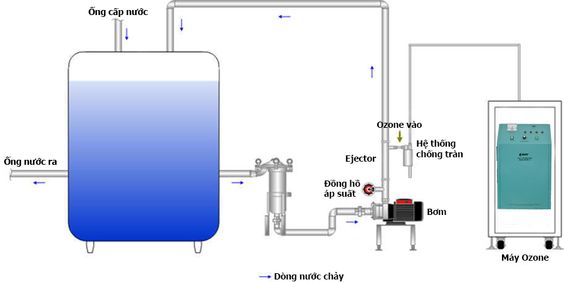 Ống cấp nước
Ozone vào
Hệ thống
chống tràn
Ống nước ra
Ejector
Đồng hồ
áp suất
Bơm
Máy Ozone
Dòng nước chảy